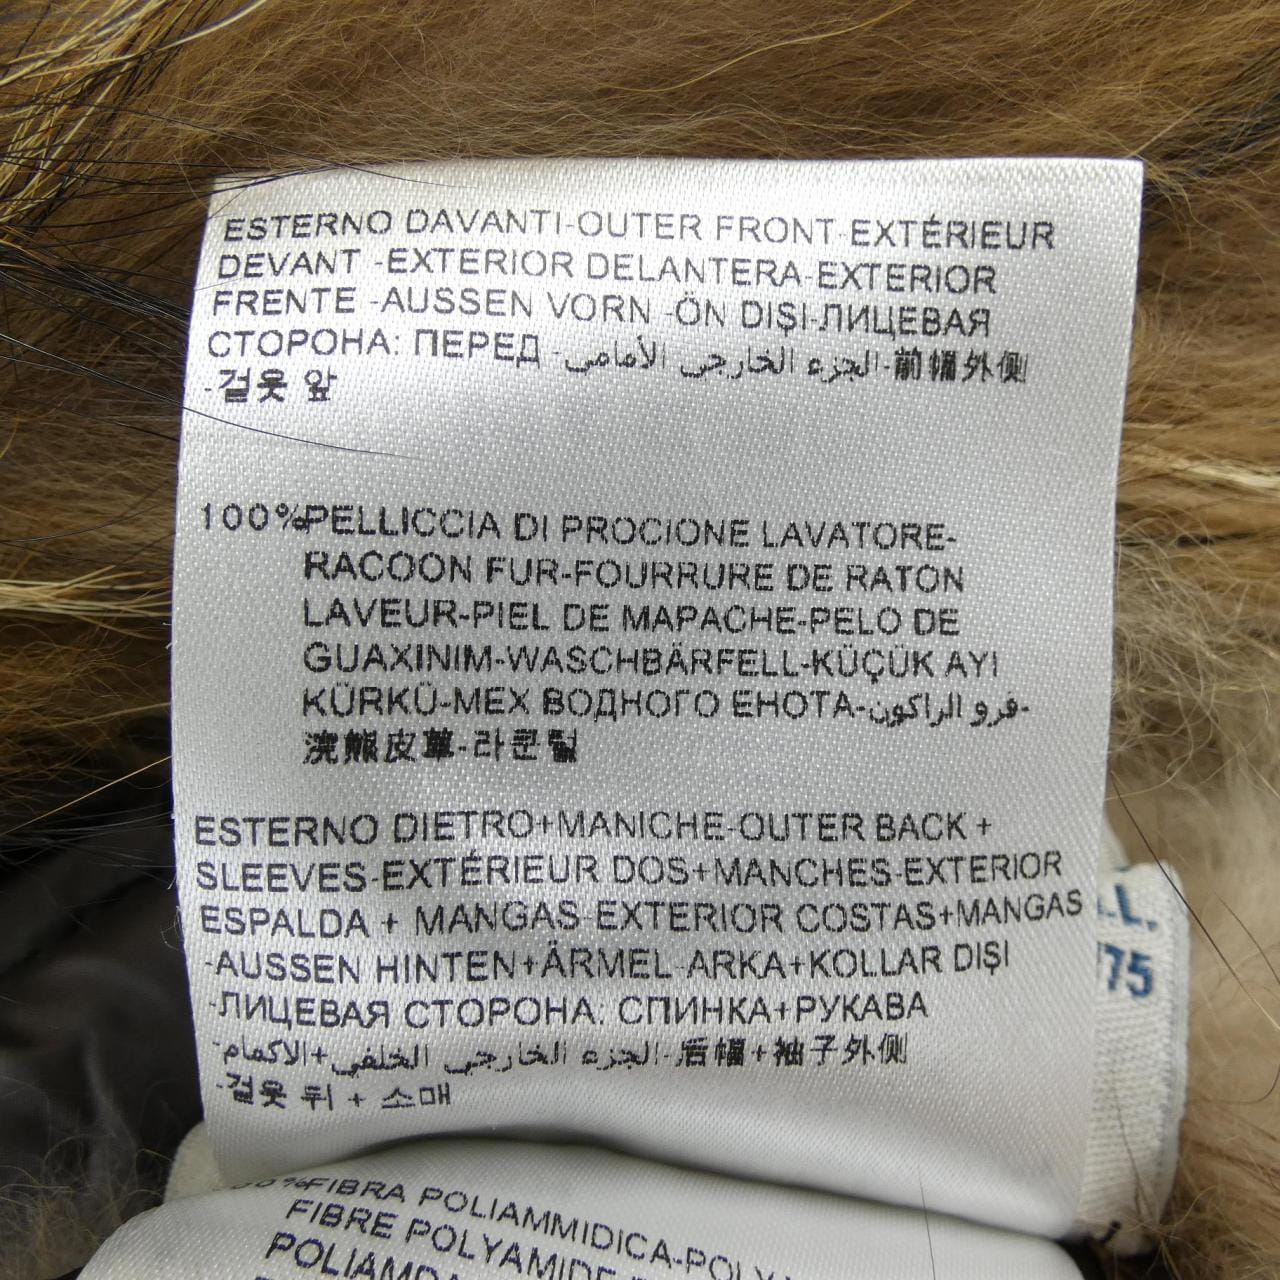 ESTERNO DAVANTI-OUTER FRONT-EXTÉRIEUR
DEVANT -EXTERIOR DELANTERA-EXTERIOR
FRENTE -AUSSEN VORN -ÖN DIŞI-ЛИЦЕВАЯ
СТОРОНА: ПЕРЕД -الجزء الخارجي الأمامي-前幅外侧
-겉옷 앞
100%PELLICCIA DI PROCIONE LAVATORE-
RACOON FUR-FOURRURE DE RATON
LAVEUR-PIEL DE MAPACHE-PELO DE
GUAXINIM-WASCHBÄRFELL-KÜÇÜK AYI
KÜRKÜ-МЕХ ВОДНОГО ЕНОТА-فرو الراكون-
浣熊皮草-라쿤털
ESTERNO DIETRO+MANICHE-OUTER BACK +
SLEEVES-EXTÉRIEUR DOS+MANCHES-EXTERIOR
ESPALDA + MANGAS-EXTERIOR COSTAS+MANGAS
-AUSSEN HINTEN+ÄRMEL-ARKA+KOLLAR DIŞI
-ЛИЦЕВАЯ СТОРОНА: СПИНКА+РУКАВА
-الجزء الخارجي الخلفي+الاكمام-后幅+袖子外侧
-겉옷 뒤 + 소매
FIBRA POLIAMMIDICA-POLY
FIBRE POLYAMIDE
POLIAMDA
.L.
75